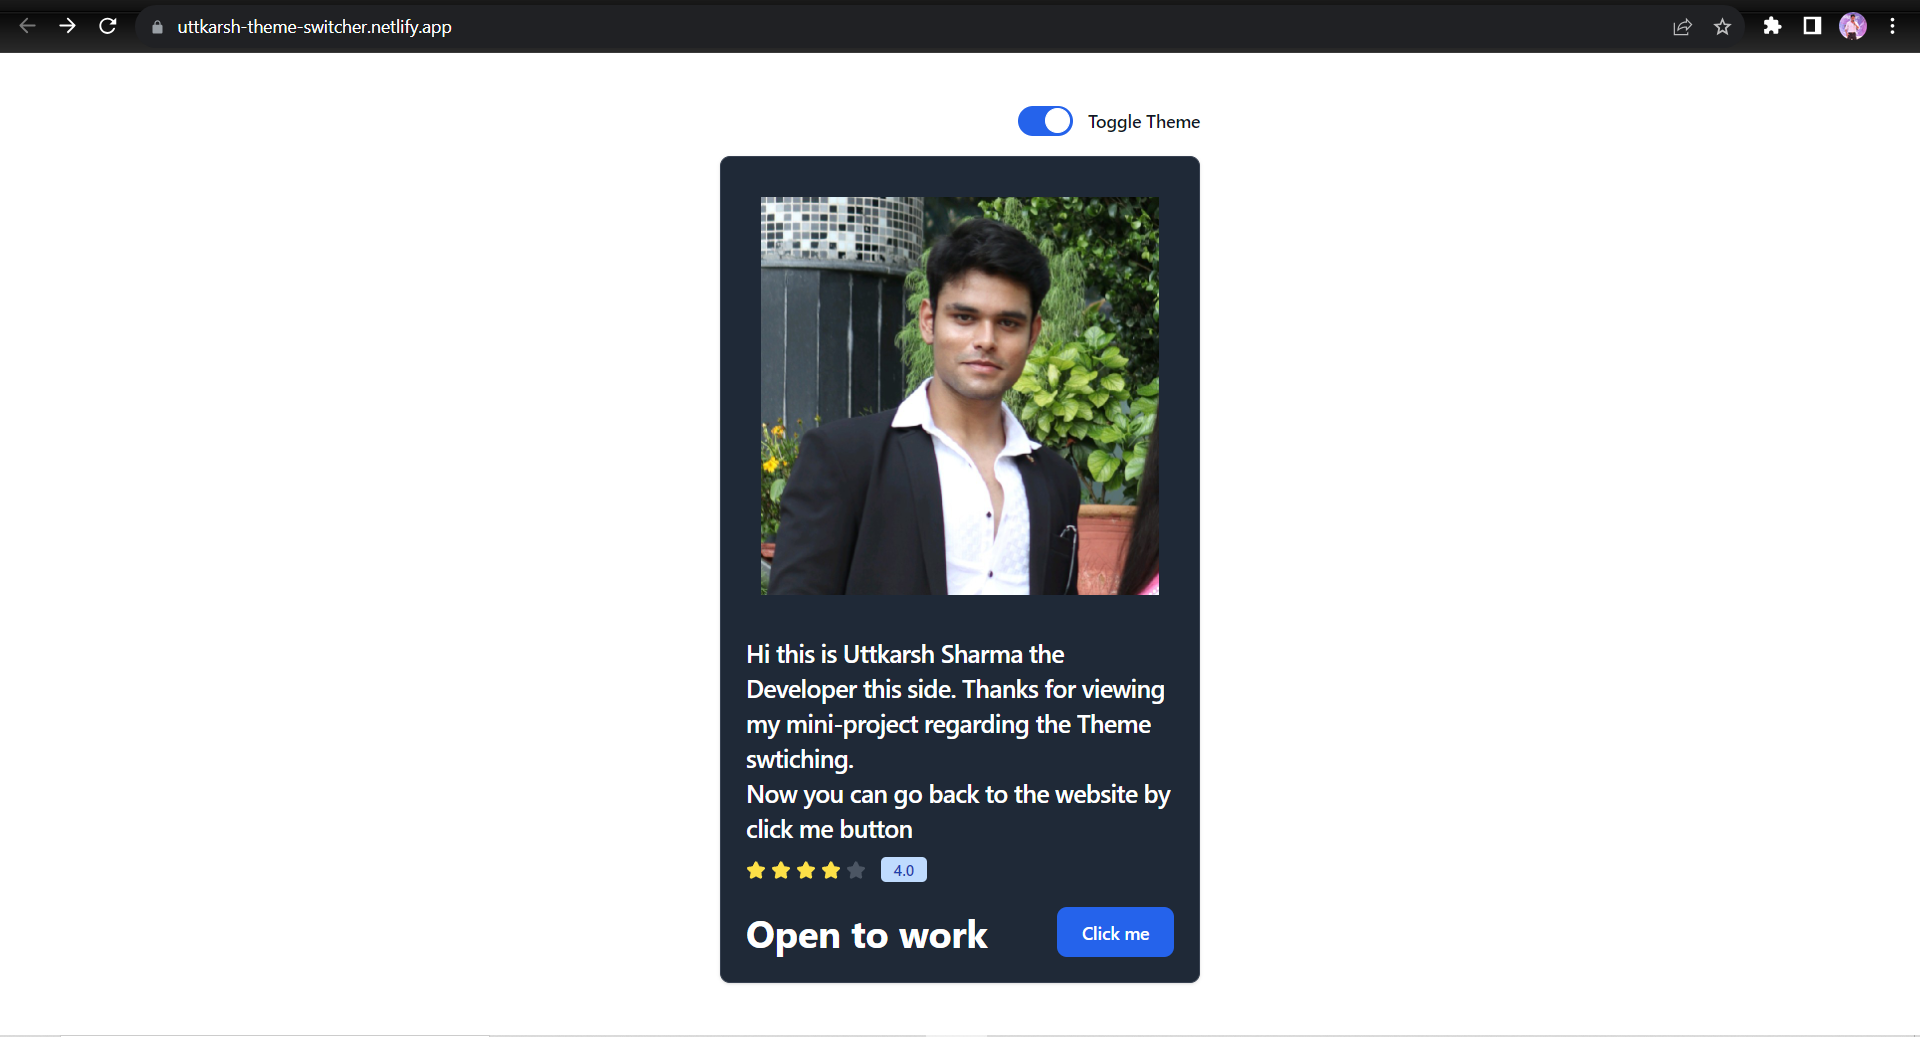 uttkarsh-theme-switcher.netlify.app
Toggle Theme
Hi this is Uttkarsh Sharma the
Developer this side. Thanks for viewing
my mini-project regarding the Theme
swtiching.
Now you can go back to the website by
click me button
4.0
Open to work
Click me